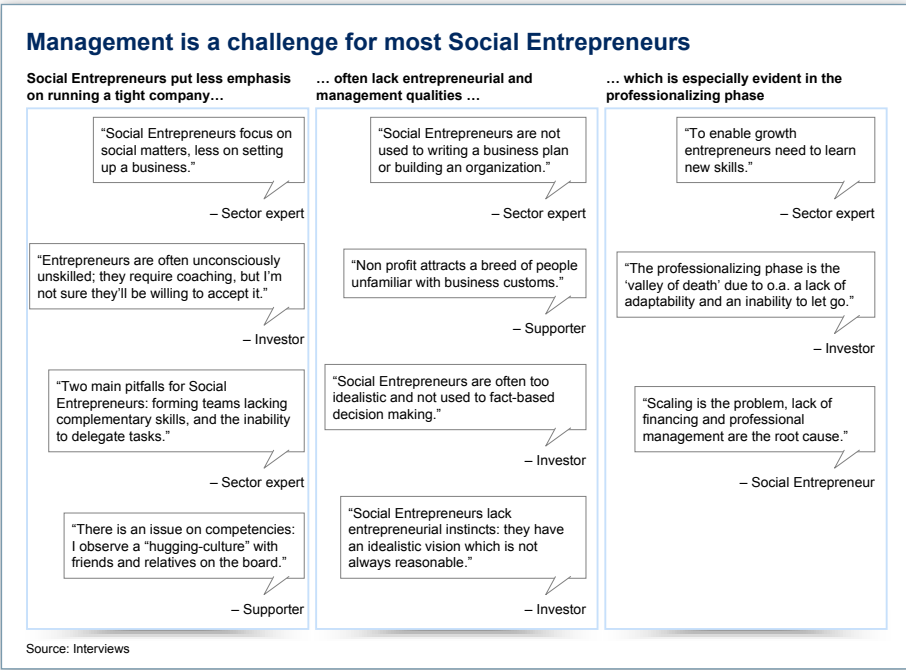 Management is a challenge for most Social Entrepreneurs
Social Entrepreneurs put less emphasis
on running a tight company…
“Social Entrepreneurs focus on
social matters, less on setting
up a business.”
– Sector expert
“Entrepreneurs are often unconsciously
unskilled; they require coaching, but I’m
not sure they’ll be willing to accept it.”
– Investor
“Two main pitfalls for Social
Entrepreneurs: forming teams lacking
complementary skills, and the inability
to delegate tasks.”
– Sector expert
“There is an issue on competencies:
I observe a “hugging-culture” with
friends and relatives on the board.”
– Supporter
… often lack entrepreneurial and
management qualities …
“Social Entrepreneurs are not
used to writing a business plan
or building an organization.”
– Sector expert
“Non profit attracts a breed of people
unfamiliar with business customs.”
– Supporter
“Social Entrepreneurs are often too
idealistic and not used to fact-based
decision making.”
– Investor
“Social Entrepreneurs lack
entrepreneurial instincts: they have
an idealistic vision which is not
always reasonable.”
– Investor
… which is especially evident in the
professionalizing phase
“To enable growth
entrepreneurs need to learn
new skills.”
– Sector expert
“The professionalizing phase is the
‘valley of death’ due to o.a. a lack of
adaptability and an inability to let go.”
– Investor
“Scaling is the problem, lack of
financing and professional
management are the root cause.”
– Social Entrepreneur
Source: Interviews